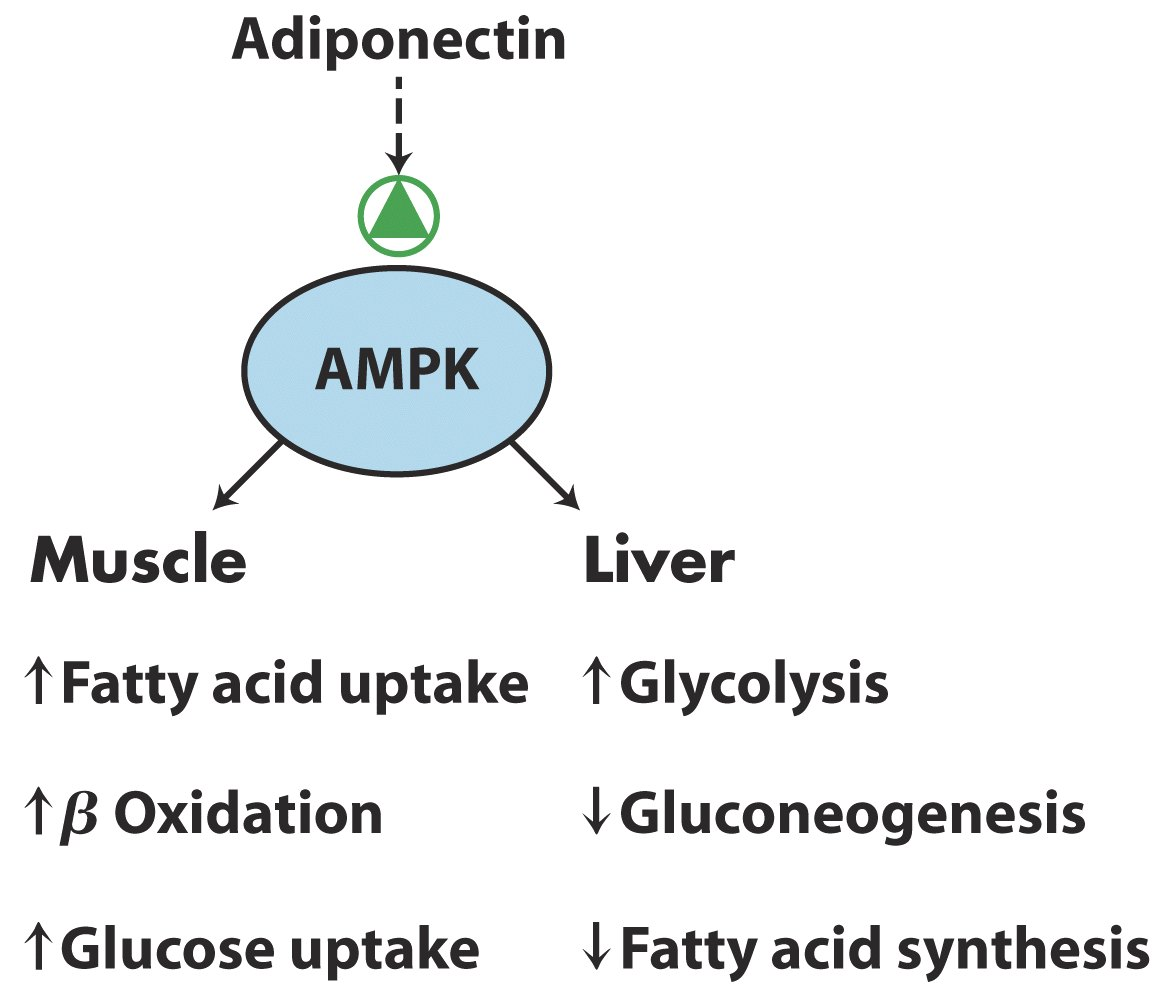 Adiponectin
AMPK
Muscle
Liver
↑Fatty acid uptake
↑Glycolysis
↑β Oxidation
↓Gluconeogenesis
↑Glucose uptake
↓Fatty acid synthesis